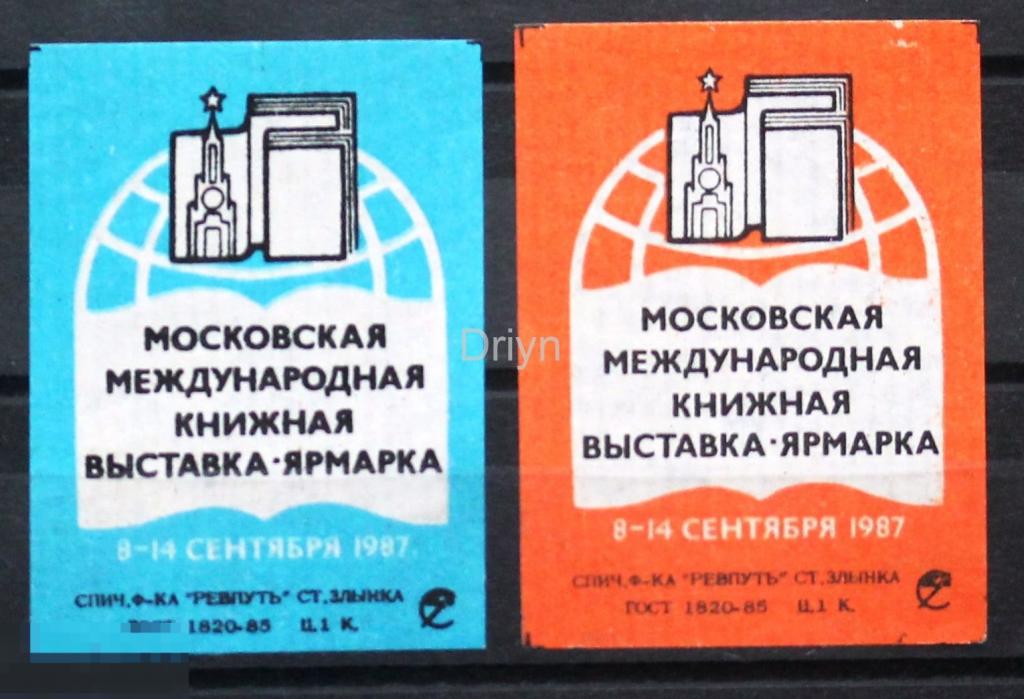 МОСКОВСКАЯ
МЕЖДУНАРОДНАЯ
КНИЖНАЯ
ВЫСТАВКА·ЯРМАРКА
8-14 СЕНТЯБРЯ 1987
СПИЧ.Ф-КА "РЕВПУТЬ" СТ.ЗЛЫНКА
1820-85 Ц.1 К.
МОСКОВСКАЯ
МЕЖДУНАРОДНАЯ
КНИЖНАЯ
ВЫСТАВКА·ЯРМАРКА
8-14 СЕНТЯБРЯ 1987
СПИЧ.Ф-КА "РЕВПУТЬ" СТ.ЗЛЫНКА
ГОСТ 1820-85 Ц.1 К.
Driyn